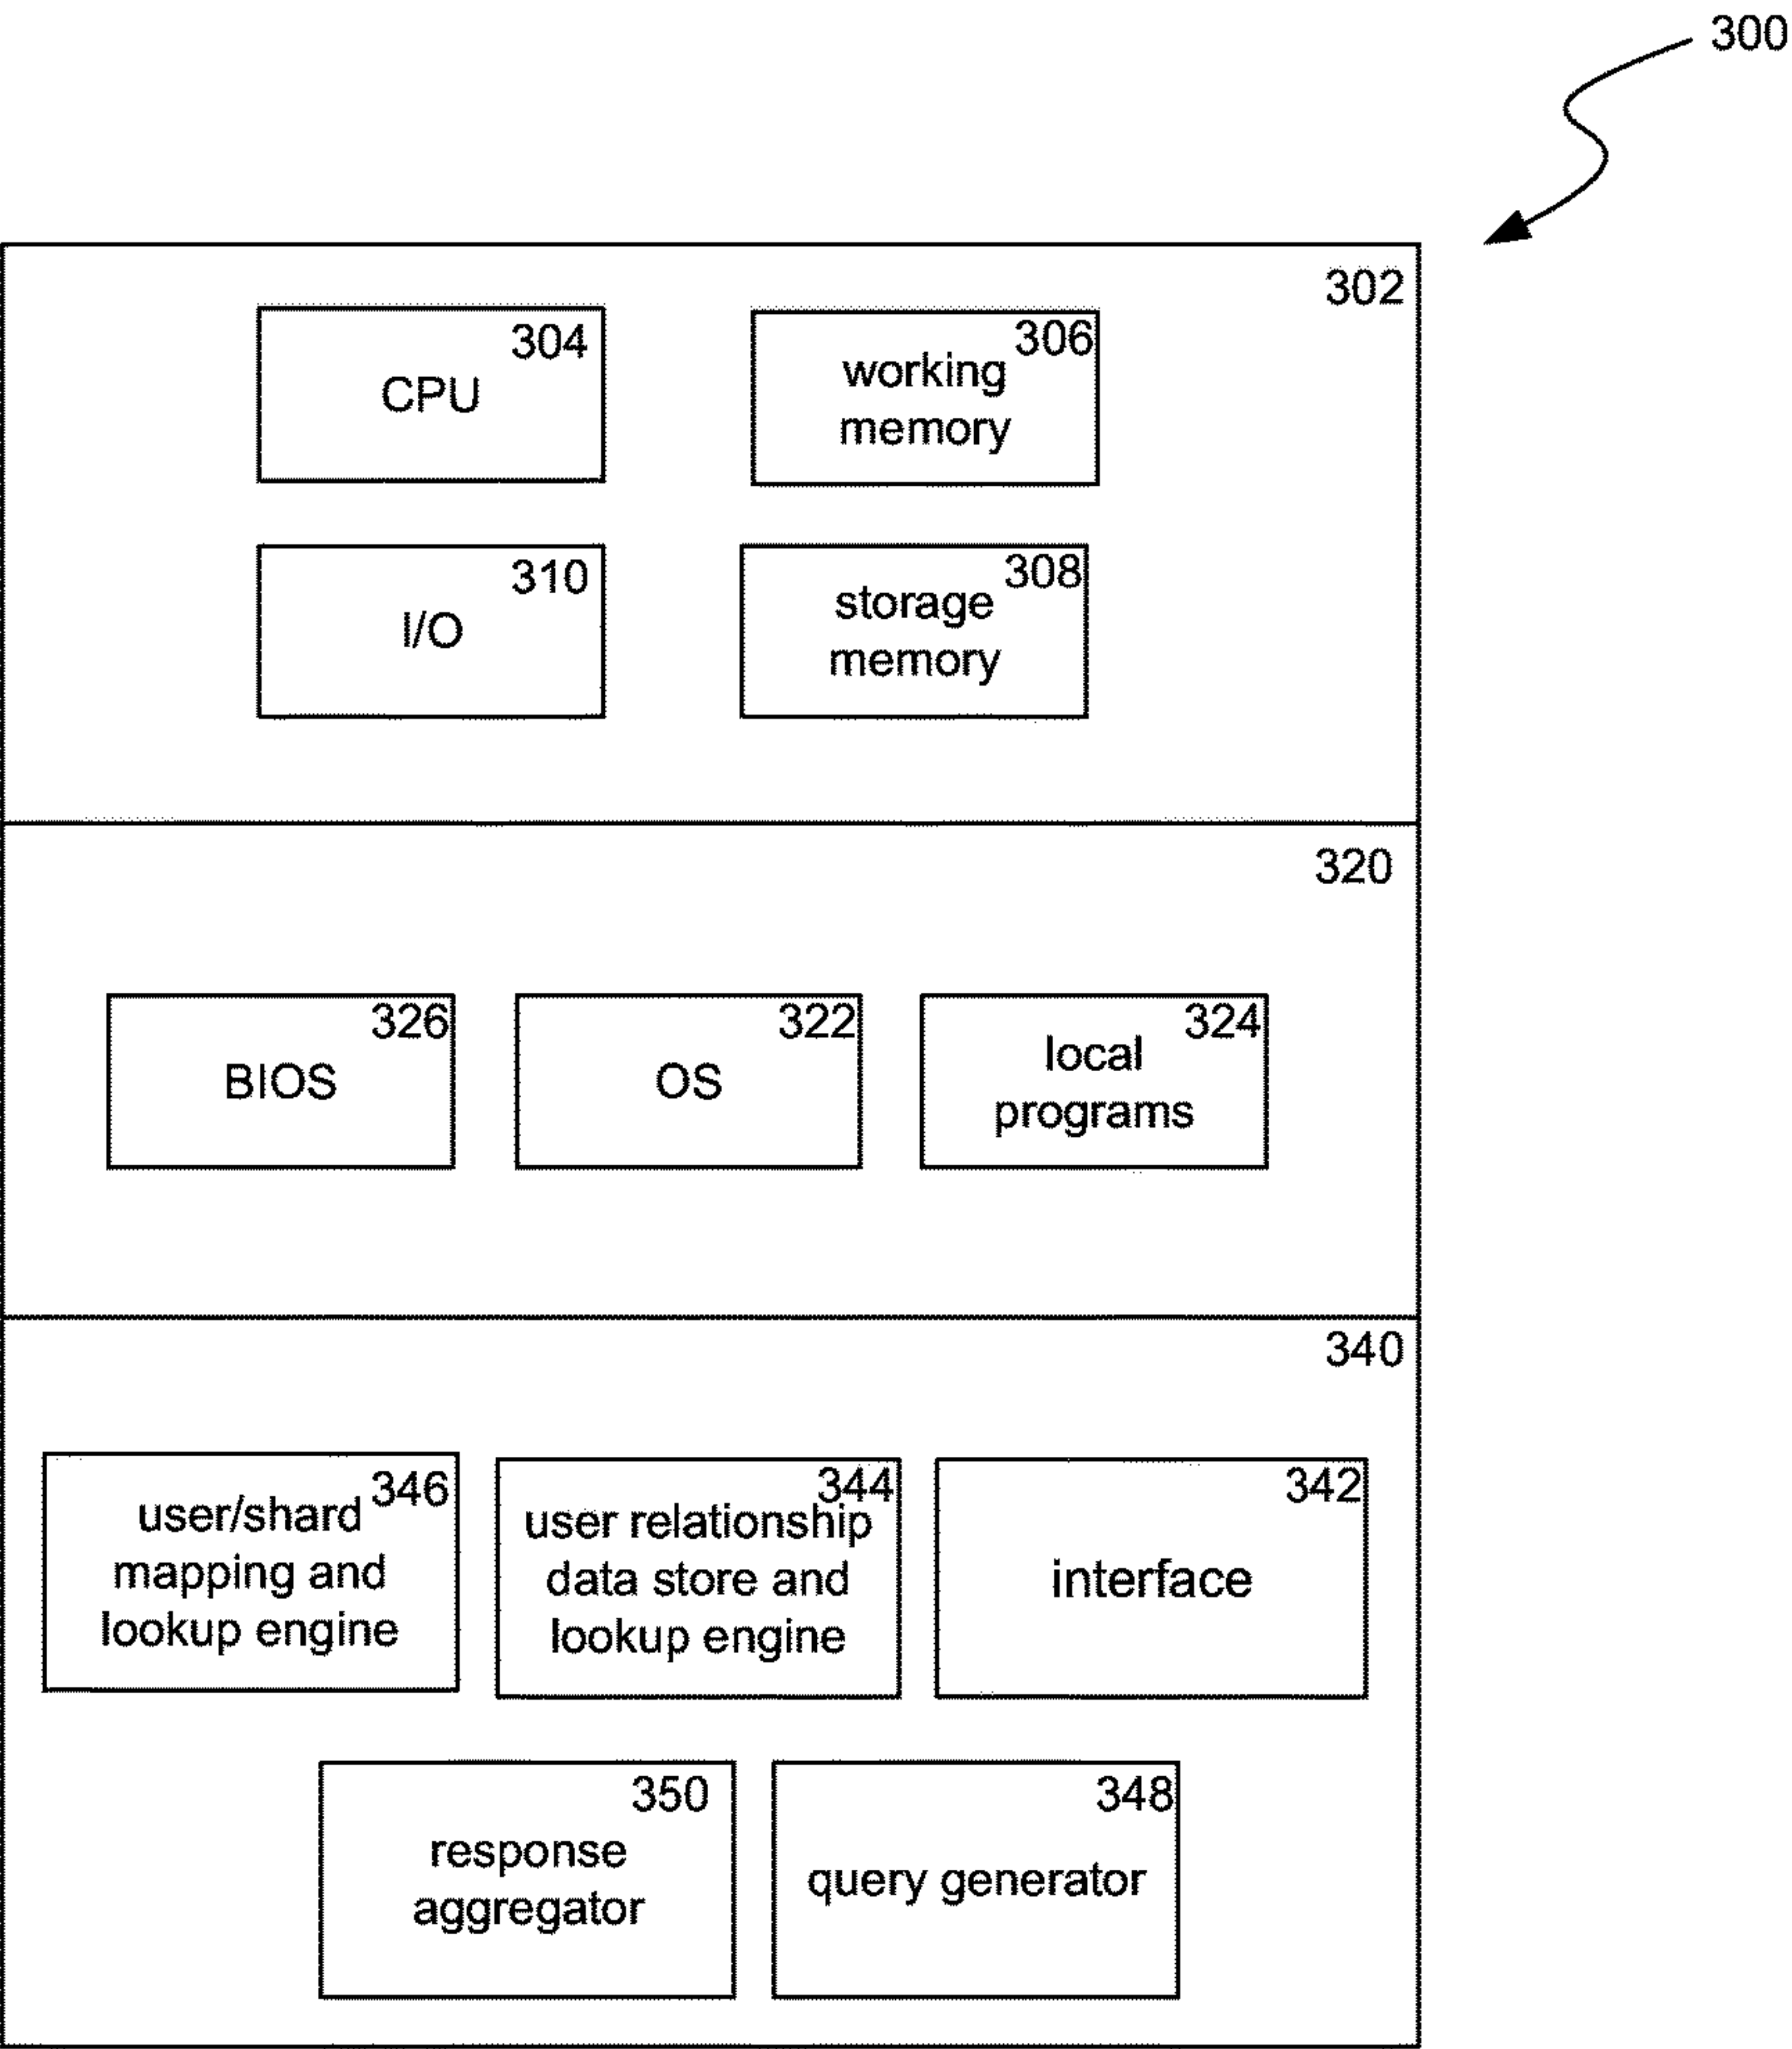 300
302
304
CPU
306
working
memory
310
I/O
308
storage
memory
320
326
BIOS
322
OS
324
local
programs
340
346
user/shard
mapping and
lookup engine
344
user relationship
data store and
lookup engine
342
interface
350
response
aggregator
348
query generator